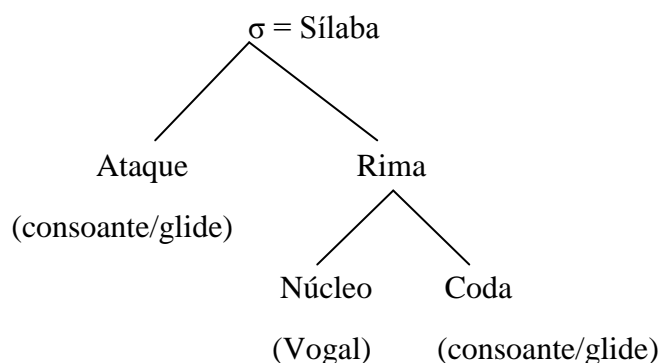 σ = Sílaba
Ataque Rima
(consoante/glide)
Núcleo Coda
(Vogal) (consoante/glide)